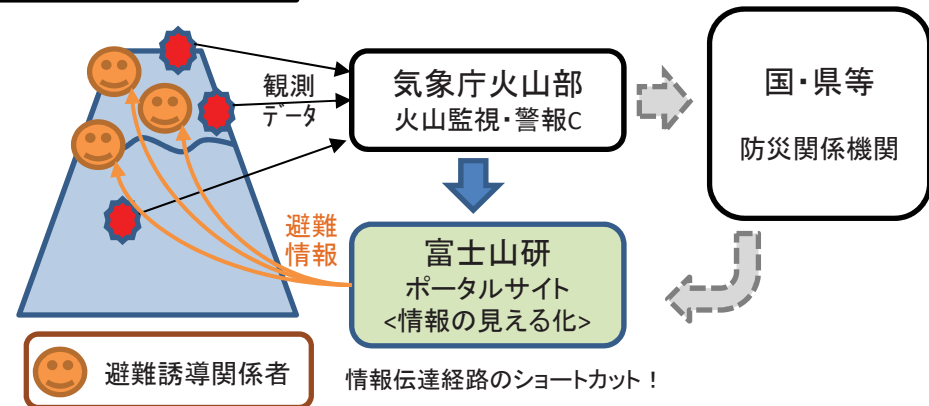 観測
データ
気象庁火山部
火山監視・警報C
国・県等
防災関係機関
避難
情報
富士山研
ポータルサイト
<情報の見える化>
避難誘導関係者
情報伝達経路のショートカット！